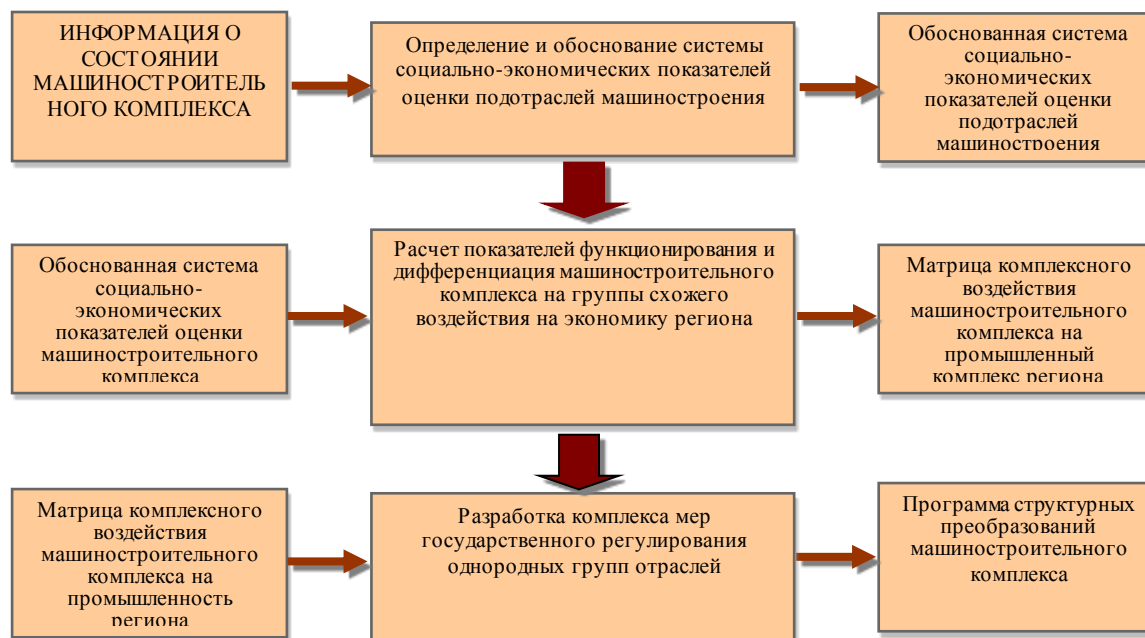 ИНФОРМАЦИЯ О
СОСТОЯНИИ
МАШИНОСТРОИТЕЛЬ
НОГО КОМПЛЕКСА
Определение и обоснование системы
социально-экономических показателей
оценки подотраслей машиностроения
Обоснованная система
социально-
экономических
показателей оценки
подотраслей
машиностроения
Обоснованная система
социально-
экономических
показателей оценки
машиностроительного
комплекса
Расчет показателей функционирования и
дифференциация машиностроительного
комплекса на группы схожего
воздействия на экономику региона
Матрица комплексного
воздействия
машиностроительного
комплекса на
промышленный
комплекс региона
Матрица комплексного
воздействия
машиностроительного
комплекса на
промышленность
региона
Разработка комплекса мер
государственного регулирования
однородных групп отраслей
Программа структурных
преобразований
машиностроительного
комплекса